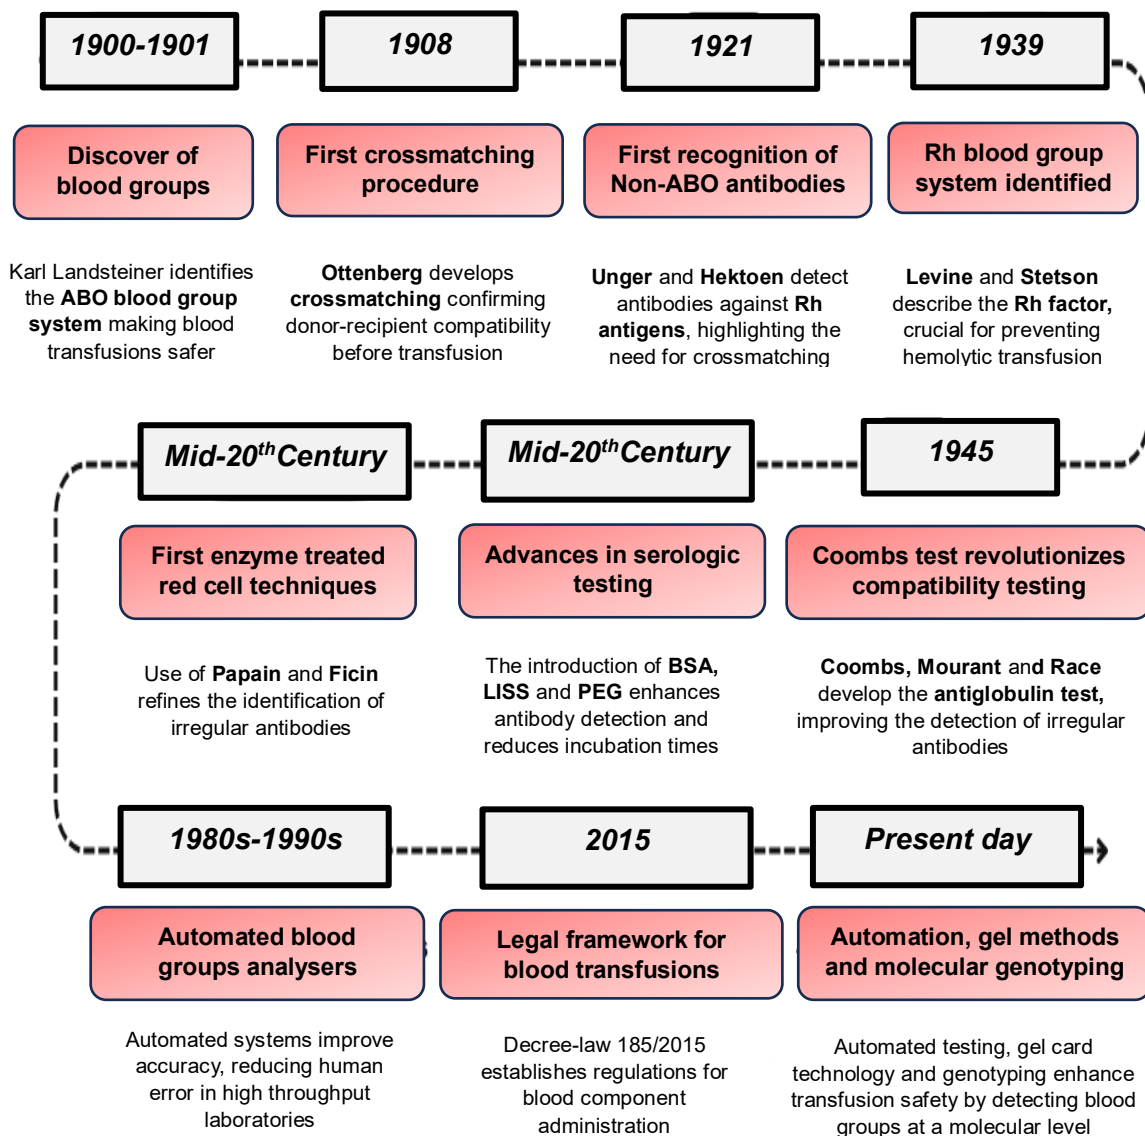 1900-1901
Discover of
blood groups
Karl Landsteiner identifies
the ABO blood group
system making blood
transfusions safer
1908
First crossmatching
procedure
Ottenberg develops
crossmatching confirming
donor-recipient compatibility
before transfusion
1921
First recognition of
Non-ABO antibodies
Unger and Hektoen detect
antibodies against Rh
antigens, highlighting the
need for crossmatching
1939
Rh blood group
system identified
Levine and Stetson
describe the Rh factor,
crucial for preventing
hemolytic transfusion
1945
Coombs test revolutionizes
compatibility testing
Coombs, Mourant and Race
develop the antiglobulin test,
improving the detection of irregular
antibodies
Mid-20th Century
Advances in serologic
testing
The introduction of BSA,
LISS and PEG enhances
antibody detection and
reduces incubation times
Mid-20th Century
First enzyme treated
red cell techniques
Use of Papain and Ficin
refines the identification of
irregular antibodies
1980s-1990s
Automated blood
groups analysers
Automated systems improve
accuracy, reducing human
error in high throughput
laboratories
2015
Legal framework for
blood transfusions
Decree-law 185/2015
establishes regulations for
blood component
administration
Present day
Automation, gel methods
and molecular genotyping
Automated testing, gel card
technology and genotyping enhance
transfusion safety by detecting blood
groups at a molecular level